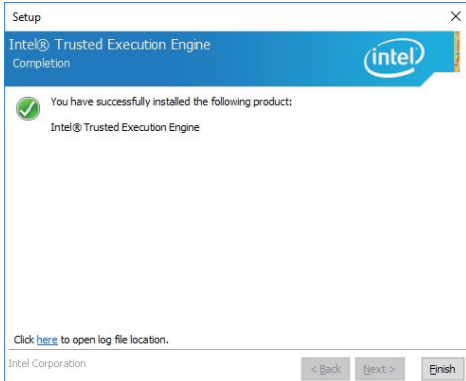 Setup
Intel® Trusted Execution Engine
Completion
intel
You have successfully installed the following product:
Intel® Trusted Execution Engine
Click here to open log file location.
Intel Corporation
< Back Next > Finish